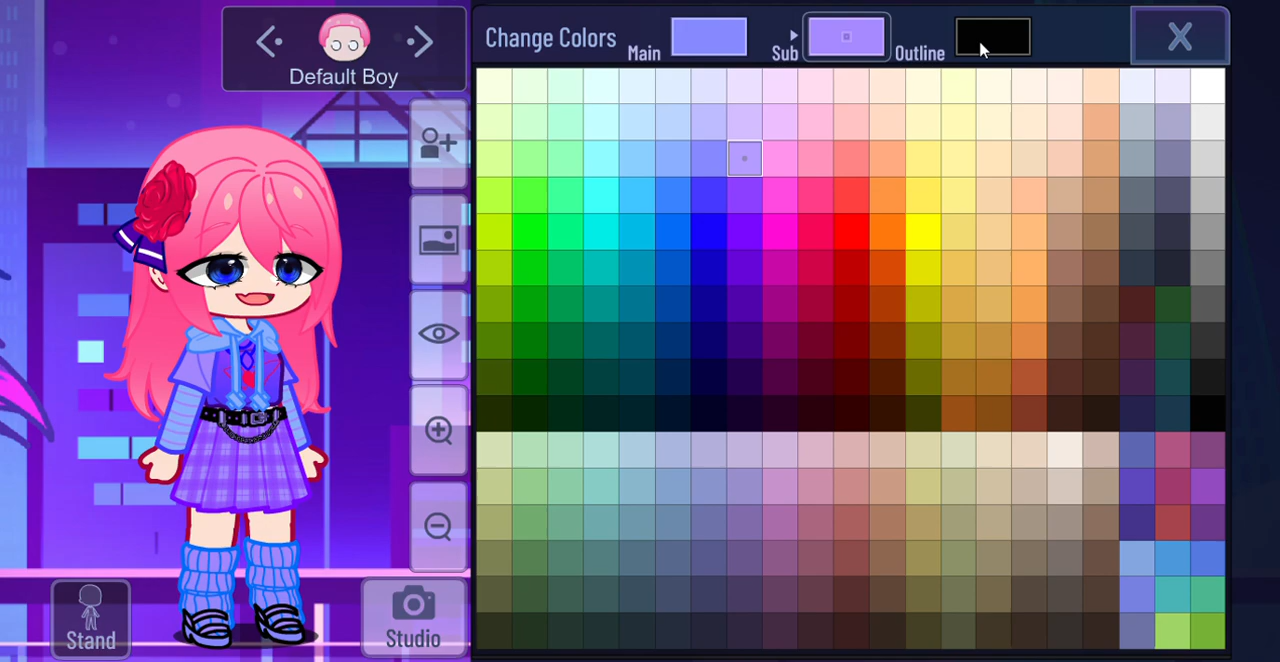 Default Boy
Change Colors
Main
Sub
Outline
X
Stand
Studio